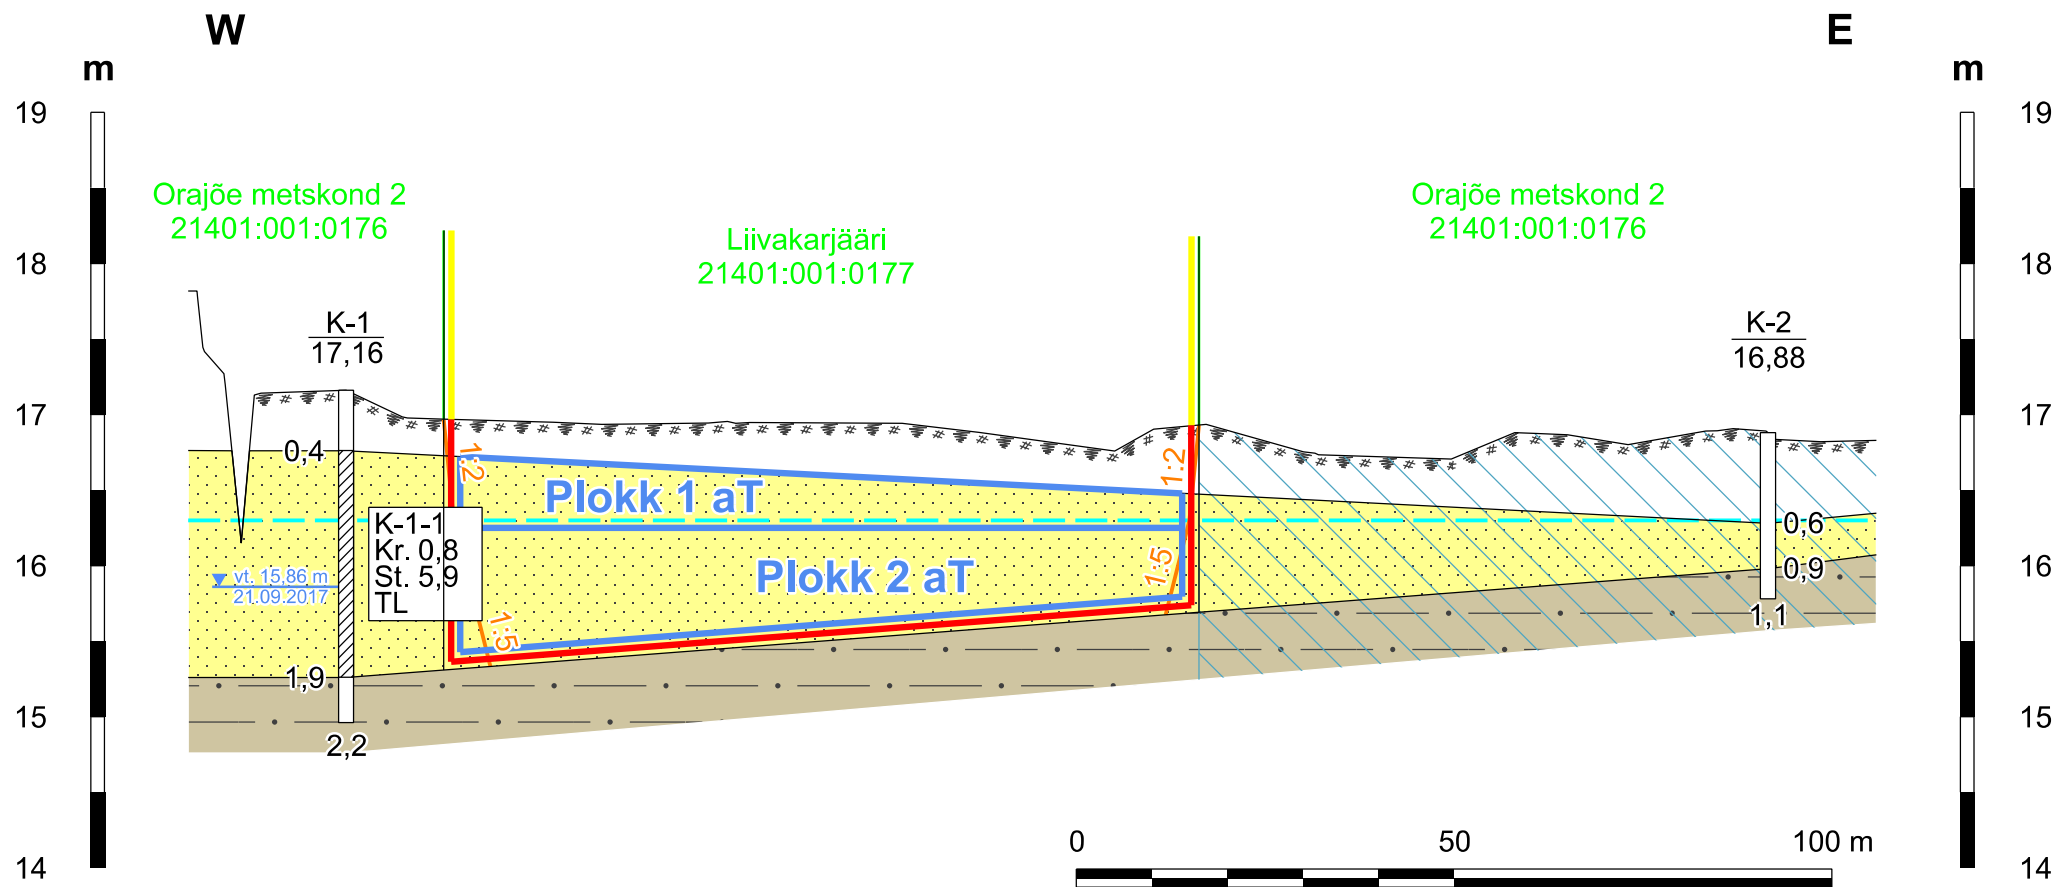 W
E
m
m
19
19
Orajõe metskond 2
21401:001:0176
Orajõe metskond 2
21401:001:0176
Liivakarjääri
21401:001:0177
18
18
K-1
17,16
K-2
16,88
17
17
0,4
1:2
1:2
Plokk 1 aT
K-1-1
Kr. 0,8
St. 5,9
TL
0,6
16
16
vt. 15,86 m
21.09.2017
Plokk 2 aT
1:5
0,9
1:5
1,1
1,9
15
15
2,2
0
50
100 m
14
14